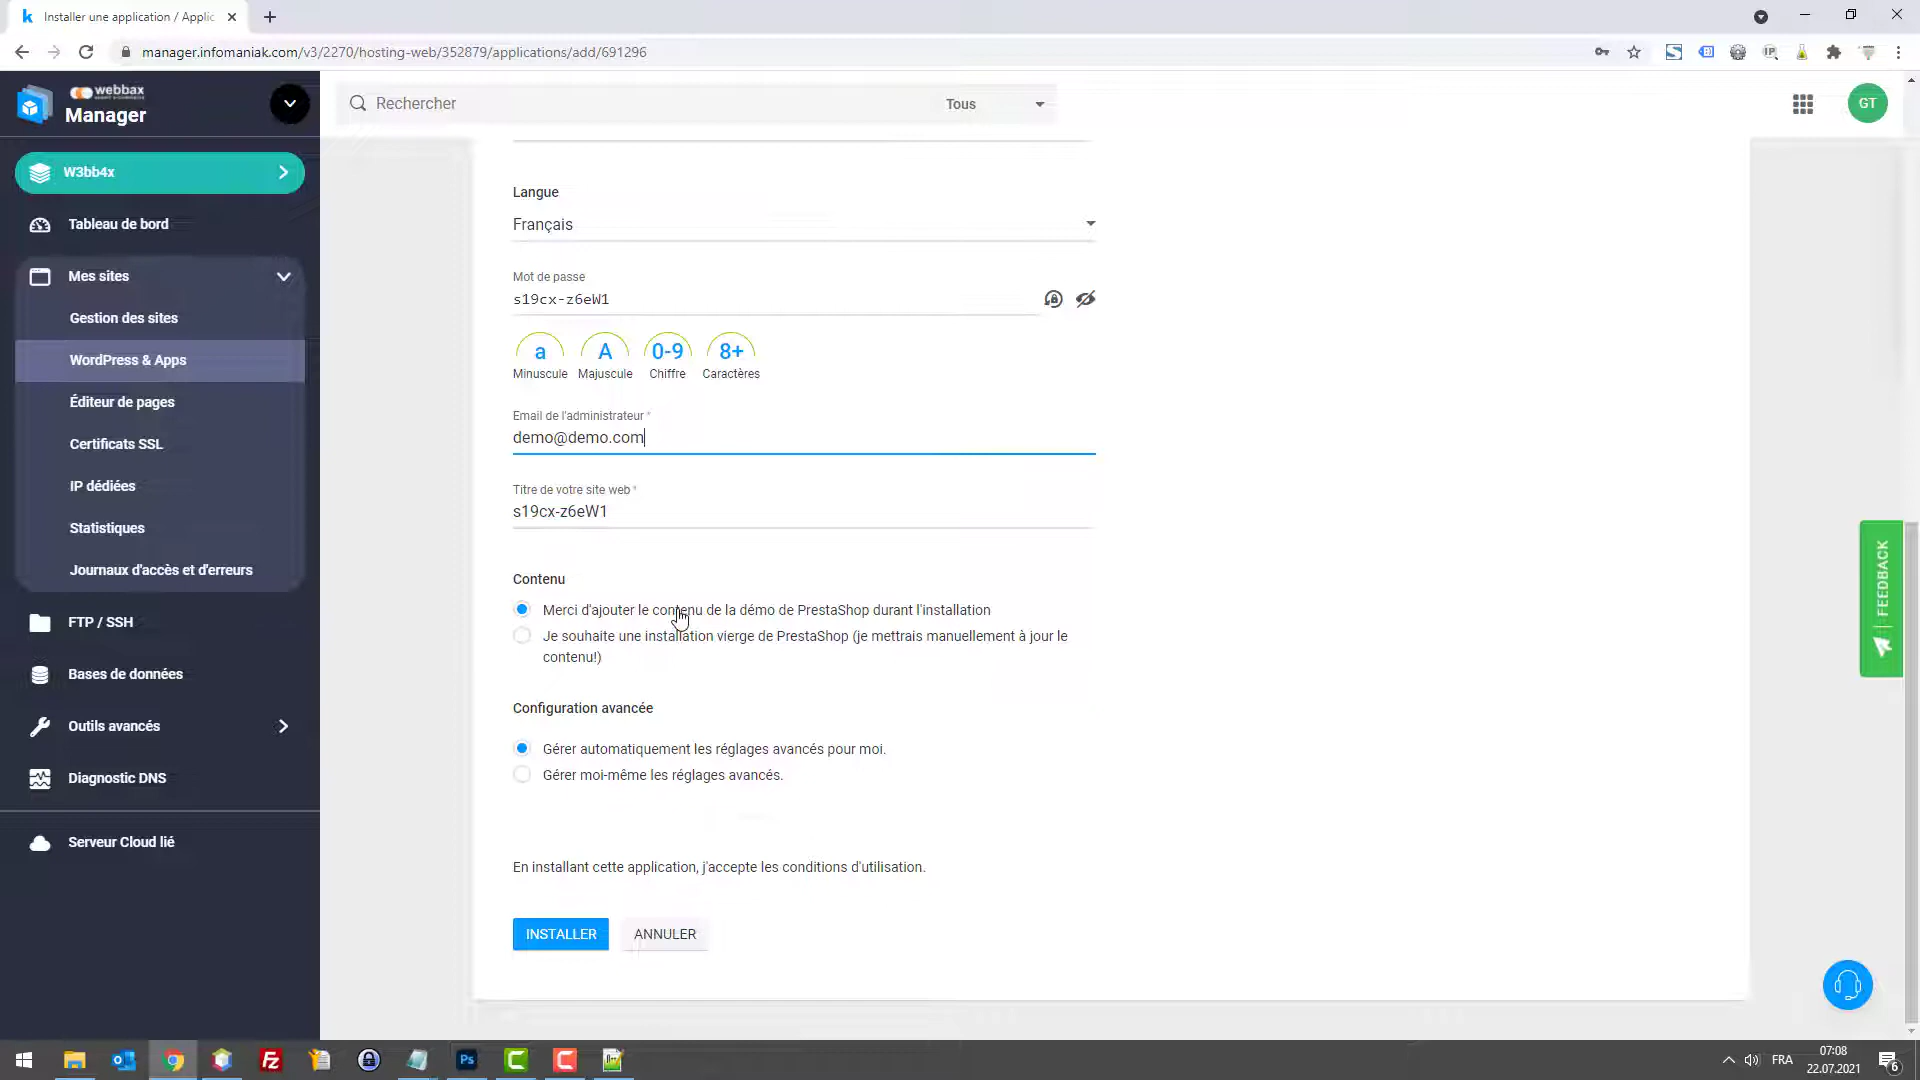 Installer une application / Applic
manager.infomaniak.com/v3/2270/hosting-web/352879/applications/add/691296
webbax
Manager
Rechercher
Tous
GT
W3bb4x
Tableau de bord
Mes sites
Gestion des sites
WordPress & Apps
Éditeur de pages
Certificats SSL
IP dédiées
Statistiques
Journaux d'accès et d'erreurs
FTP / SSH
Bases de données
Outils avancés
Diagnostic DNS
Serveur Cloud lié
Langue
Français
Mot de passe
s19cx-z6eW1
a A 0-9 8+
Minuscule Majuscule Chiffre Caractères
Email de l'administrateur *
demo@demo.com
Titre de votre site web *
s19cx-z6eW1
Contenu
Merci d'ajouter le contenu de la démo de PrestaShop durant l'installation
Je souhaite une installation vierge de PrestaShop (je mettrais manuellement à jour le
contenu!)
Configuration avancée
Gérer automatiquement les réglages avancés pour moi.
Gérer moi-même les réglages avancés.
En installant cette application, j'accepte les conditions d'utilisation.
INSTALLER
ANNULER
FEEDBACK
Ps
FRA
07:08
22.07.2021
6